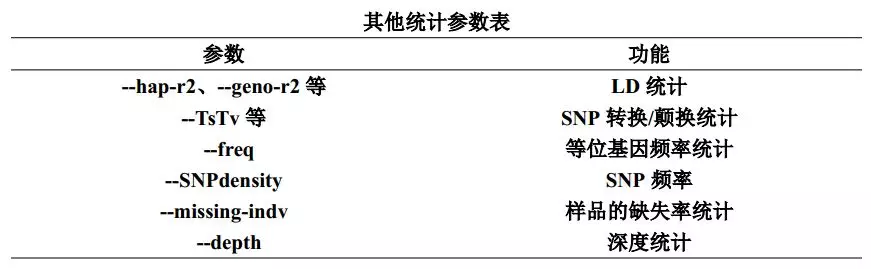 其他统计参数表
参数 功能
--hap-r2、--geno-r2 等 LD 统计
--TsTv 等 SNP 转换/颠换统计
--freq 等位基因频率统计
--SNPdensity SNP 频率
--missing-indv 样品的缺失率统计
--depth 深度统计